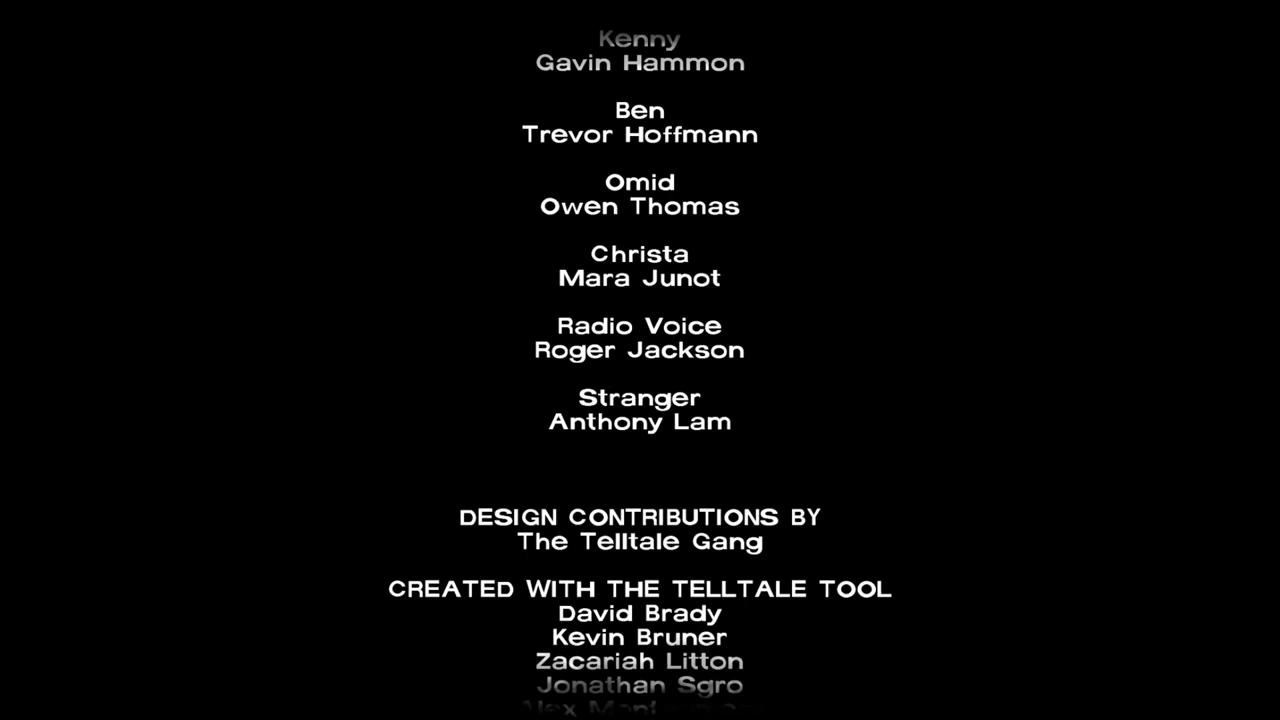 Kenny
Gavin Hammon
Ben
Trevor Hoffmann
Omid
Owen Thomas
Christa
Mara Junot
Radio Voice
Roger Jackson
Stranger
Anthony Lam
DESIGN CONTRIBUTIONS BY
The Telltale Gang
CREATED WITH THE TELLTALE TOOL
David Brady
Kevin Bruner
Zacariah Litton
Jonathan Sgro
Alex